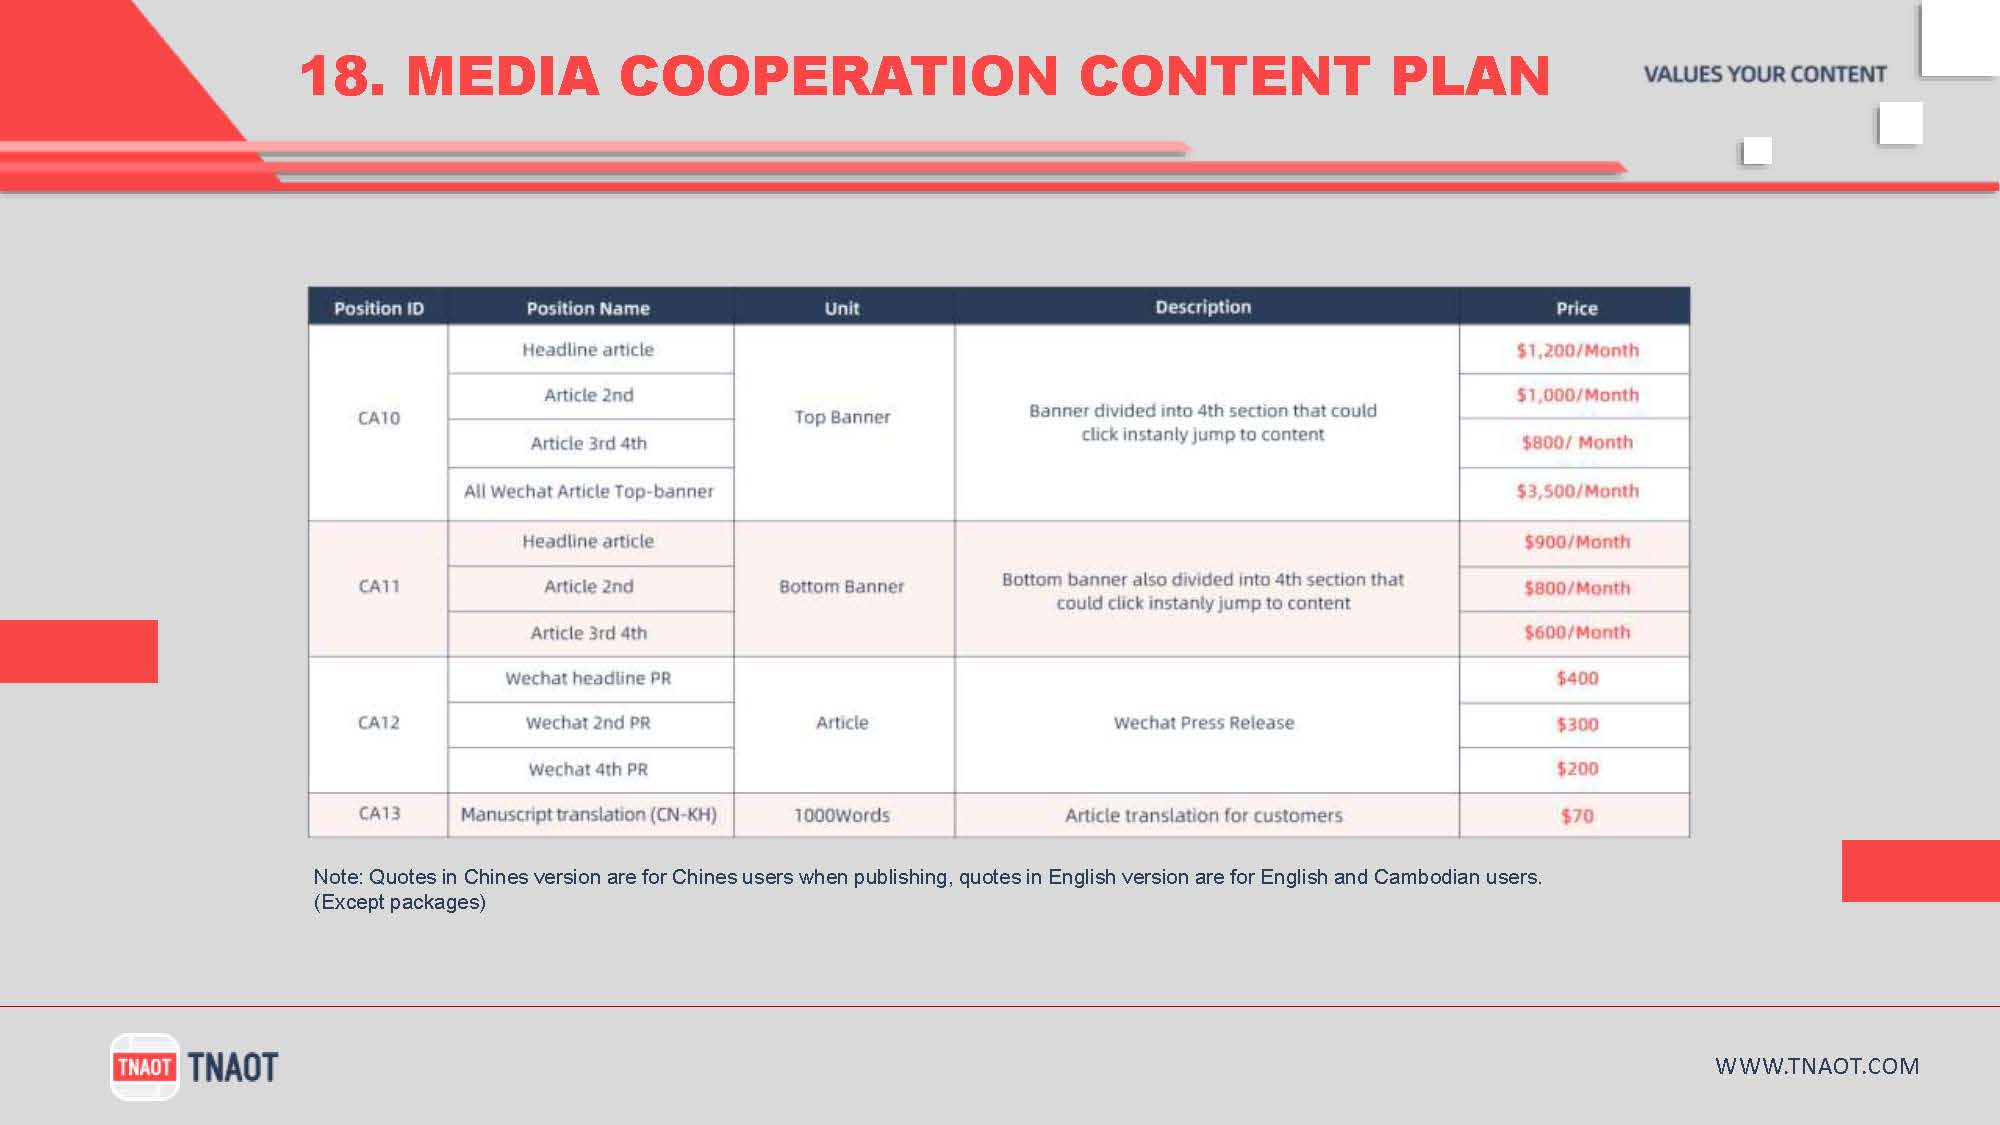 18. MEDIA COOPERATION CONTENT PLAN
VALUES YOUR CONTENT
Position ID Position Name Unit Description Price
CA10
Headline article
Article 2nd
Article 3rd 4th
All Wechat Article Top-banner
Top Banner
Banner divided into 4th section that could
click instanly jump to content
$1,200/Month
$1,000/Month
$800/ Month
$3,500/Month
CA11
Headline article
Article 2nd
Article 3rd 4th
Bottom Banner
Bottom banner also divided into 4th section that
could click instanly jump to content
$900/Month
$800/Month
$600/Month
CA12
Wechat headline PR
Wechat 2nd PR
Wechat 4th PR
Article
Wechat Press Release
$400
$300
$200
CA13 Manuscript translation (CN-KH) 1000Words Article translation for customers $70
Note: Quotes in Chines version are for Chines users when publishing, quotes in English version are for English and Cambodian users.
(Except packages)
TNAOT TNAOT
WWW.TNAOT.COM